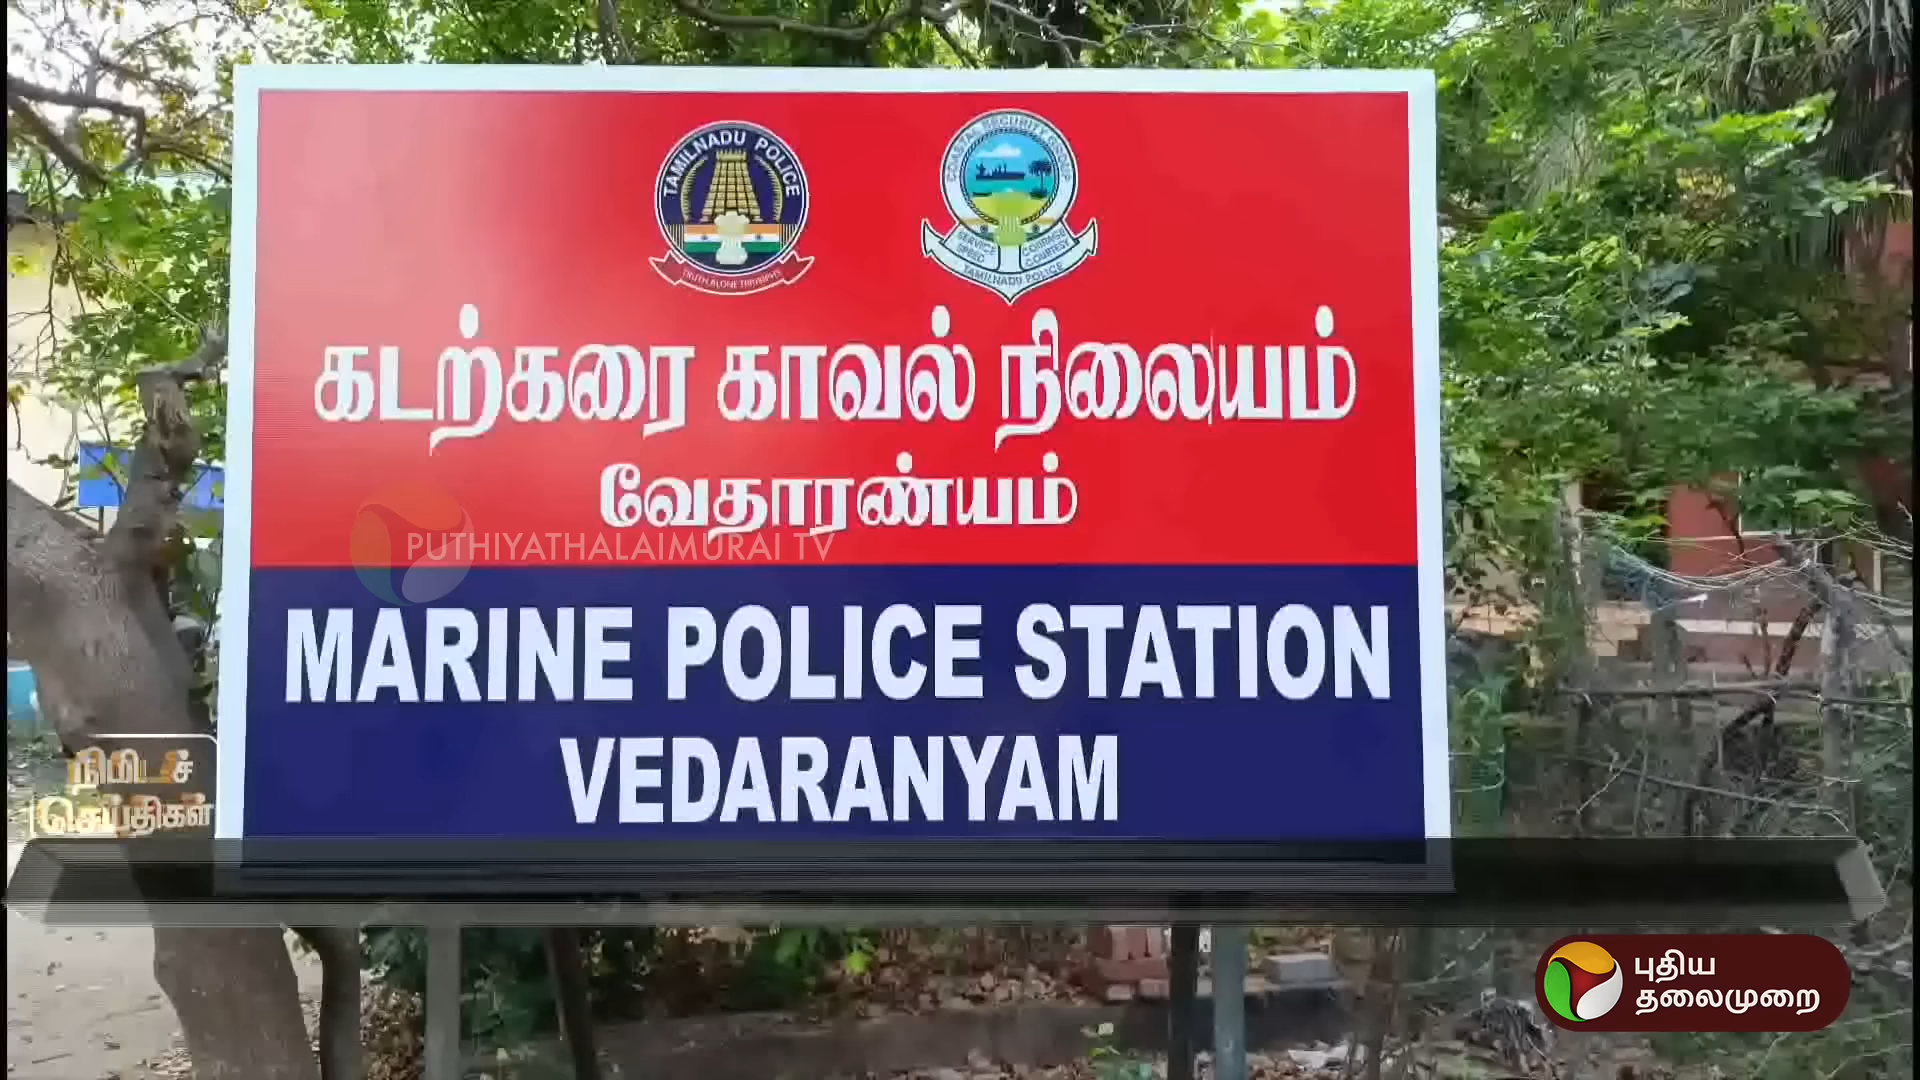 TAMILNADU POLICE
TRUTH ALONE TRIUMPHS
COASTAL SECURITY GROUP
SERVICE SPEED
COURAGE COURTESY
TAMILNADU POLICE
கடற்கரை காவல் நிலையம்
வேதாரண்யம்
PUTHIYATHALAIMURAI TV
MARINE POLICE STATION
VEDARANYAM
நிமிடச்
செய்திகள்
புதிய
தலைமுறை